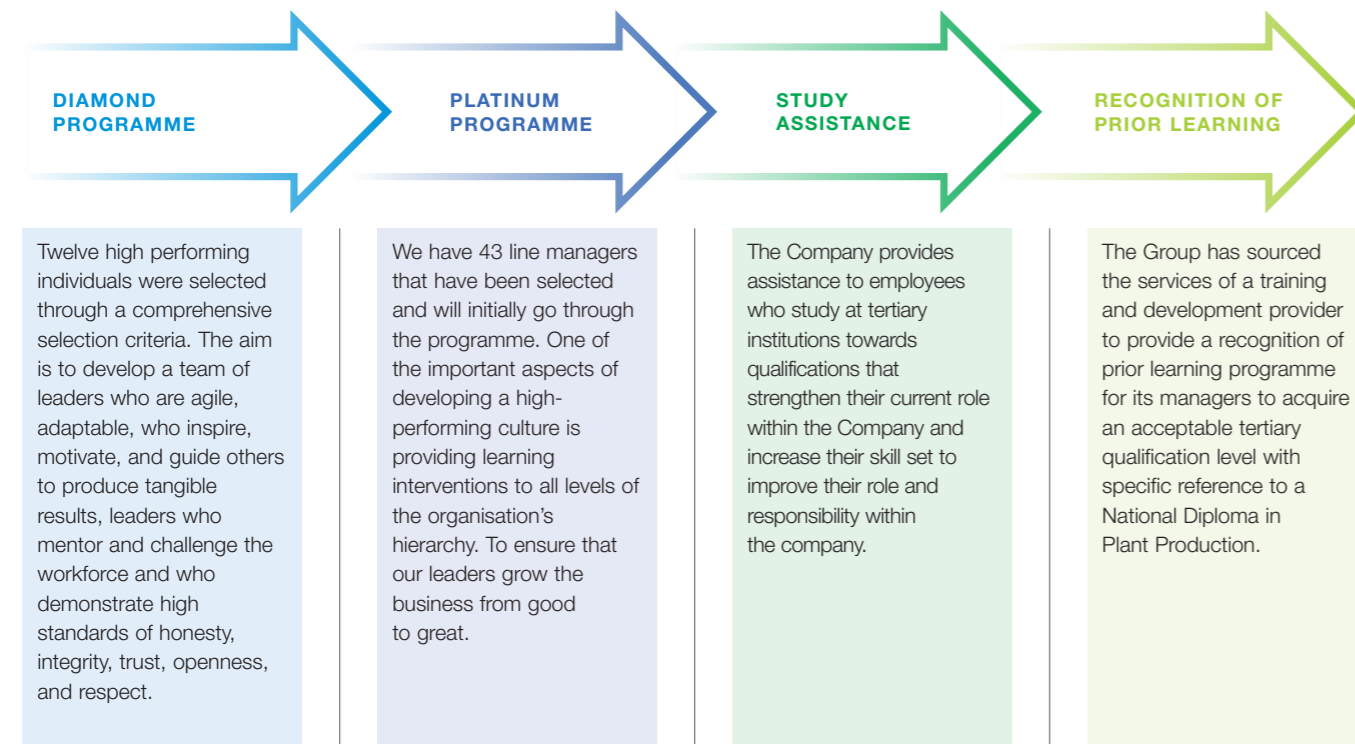 DIAMOND
PROGRAMME
PLATINUM
PROGRAMME
STUDY
ASSISTANCE
RECOGNITION OF
PRIOR LEARNING
Twelve high performing
individuals were selected
through a comprehensive
selection criteria. The aim
is to develop a team of
leaders who are agile,
adaptable, who inspire,
motivate, and guide others
to produce tangible
results, leaders who
mentor and challenge the
workforce and who
demonstrate high
standards of honesty,
integrity, trust, openness,
and respect.
We have 43 line managers
that have been selected
and will initially go through
the programme. One of
the important aspects of
developing a high-
performing culture is
providing learning
interventions to all levels of
the organisation’s
hierarchy. To ensure that
our leaders grow the
business from good
to great.
The Company provides
assistance to employees
who study at tertiary
institutions towards
qualifications that
strengthen their current role
within the Company and
increase their skill set to
improve their role and
responsibility within
the company.
The Group has sourced
the services of a training
and development provider
to provide a recognition of
prior learning programme
for its managers to acquire
an acceptable tertiary
qualification level with
specific reference to a
National Diploma in
Plant Production.